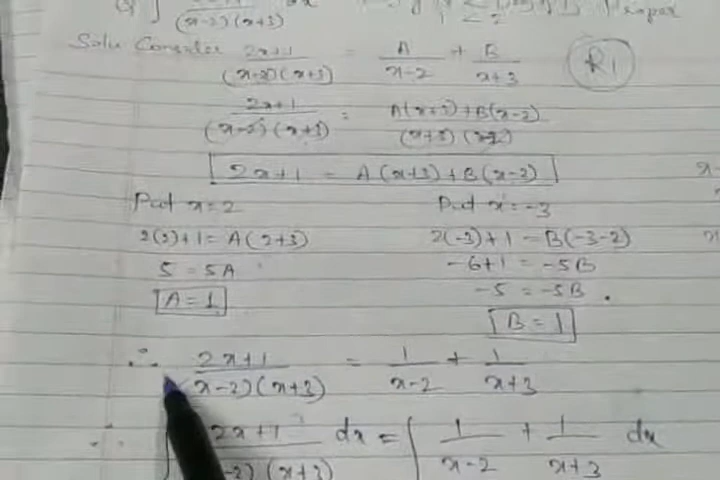 (x-2)(x+3)
Solu Consider 2x+1/(x-2)(x+3) = A/x-2 + B/x+3 R1
2x+1/(x-2)(x+3) = A(x+3)+B(x-2)/(x+3)(x-2)
2x+1 = A(x+3)+B(x-2)
Put x=2 Put x=-3
2(2)+1=A(2+3) 2(-3)+1=B(-3-2)
5 = 5A -6+1 = -5B
A=1 -5 = -5B
B=1
∴ 2x+1/(x-2)(x+3) = 1/x-2 + 1/x+3
∴ ∫ 2x+1/-2)(x+3) dx = ∫ 1/x-2 + 1/x+3 dx